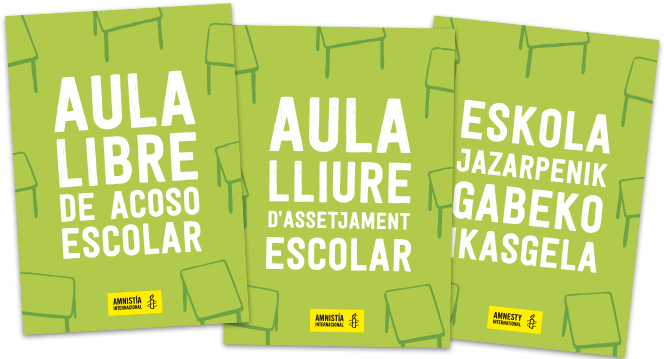 AULA
LIBRE
DE ACOSO
ESCOLAR
AMNISTÍA
INTERNACIONAL
AULA
LLIURE
D'ASSETJAMENT
ESCOLAR
AMNISTIA
INTERNACIONAL
ESKOLA
JAZARPENIK
GABEKO
IKASGELA
AMNESTY
INTERNATIONAL